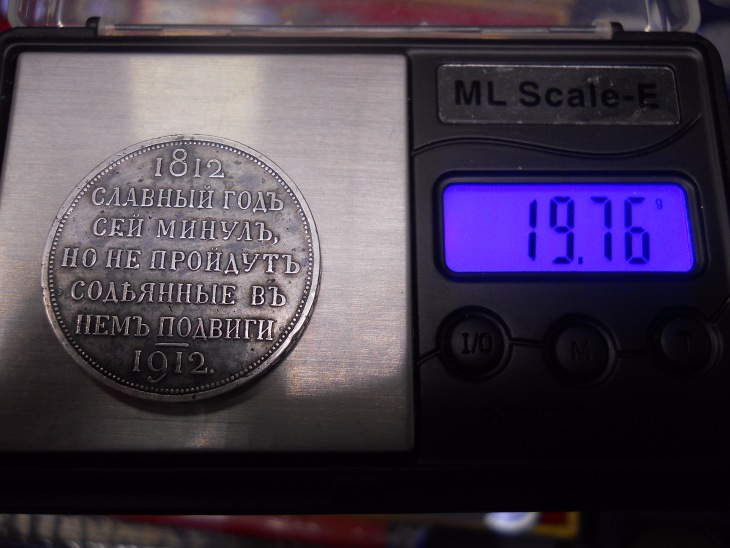 1812
СЛАВНЫЙ ГОДЪ
СЕЙ МИНУЛЪ,
НО НЕ ПРОЙДУТЪ
СОДѢЯННЫЕ ВЪ
НЕМЪ ПОДВИГИ
1912.
ML Scale-E
19.76 g
I/O
M
T